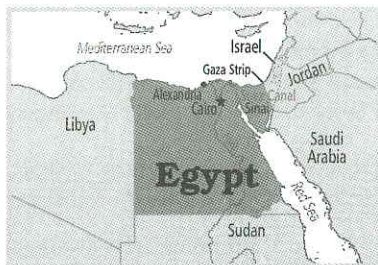 Mediterranean Sea
Israel
Gaza Strip
Jordan
Alexandria
Canal
Cairo
Sinai
Libya
Saudi
Arabia
Egypt
Red Sea
Sudan